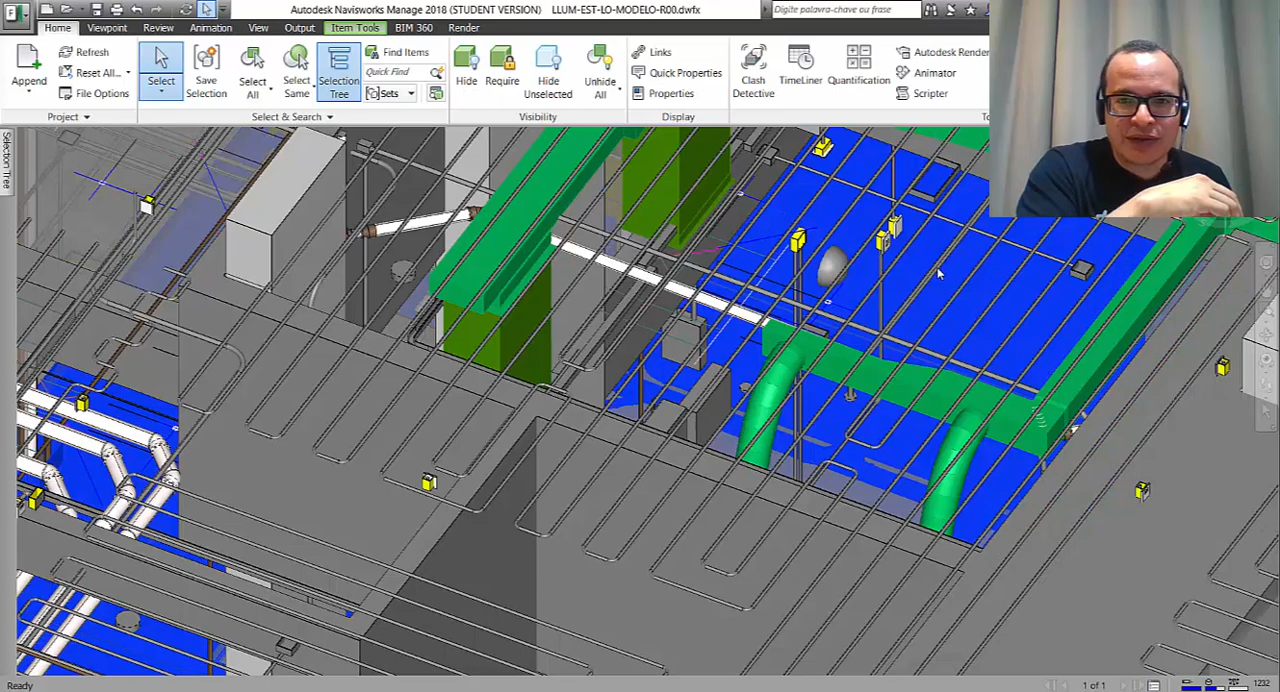 Autodesk Navisworks Manage 2018 (STUDENT VERSION) LLUM-EST-LO-MODELO-R00.dwfx
Digite palavra-chave ou frase
Home Viewpoint Review Animation View Output Item Tools BIM 360 Render
Append
Refresh
Reset All...
File Options
Project
Select
Save Selection
Select All
Select Same
Selection Tree
Find Items
Quick Find
Sets
Select & Search
Hide
Require
Hide Unselected
Unhide All
Visibility
Links
Quick Properties
Properties
Display
Clash Detective
TimeLiner
Quantification
Autodesk Render
Animator
Scripter
To
Selection Tree
Ready
1 of 1
1232